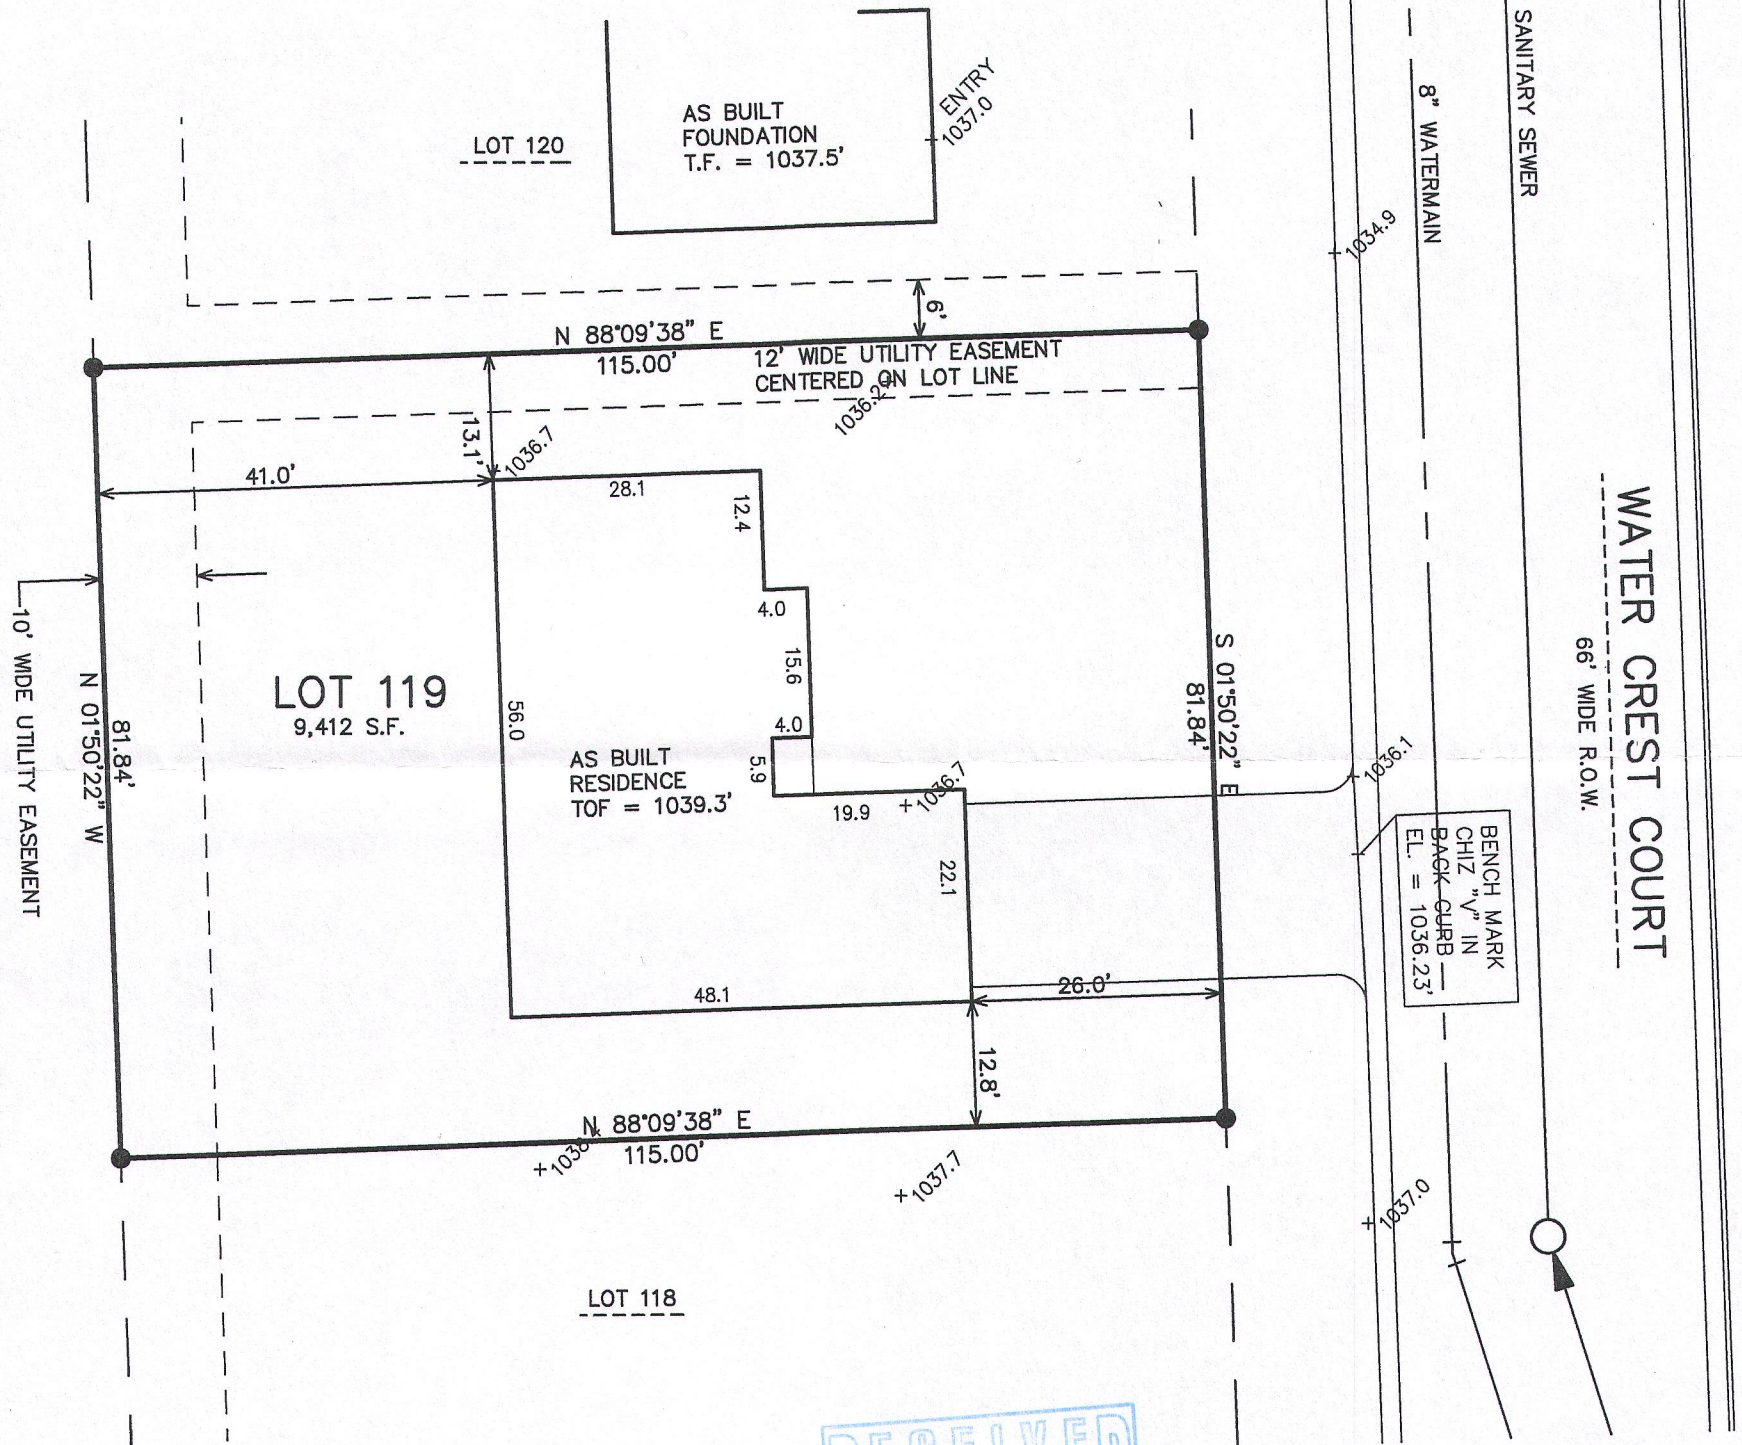 SANITARY SEWER
8" WATERMAIN
ENTRY
1037.0
AS BUILT
FOUNDATION
T.F. = 1037.5'
LOT 120
1034.9
6'
N 88°09'38" E
115.00'
12' WIDE UTILITY EASEMENT
CENTERED ON LOT LINE
1036.2
13.1'
1036.7
41.0'
28.1
12.4
4.0
15.6
4.0
5.9
19.9
1036.7
22.1
56.0
48.1
LOT 119
9,412 S.F.
AS BUILT
RESIDENCE
TOF = 1039.3'
10' WIDE UTILITY EASEMENT
N 01°50'22" W
81.84'
S 01°50'22" E
81.84'
WATER CREST COURT
66' WIDE R.O.W.
1036.1
BENCH MARK
CHIZ "V" IN
BACK CURB
EL. = 1036.23'
26.0'
12.8'
N 88°09'38" E
115.00'
1037.7
1037.0
LOT 118
RECEIVED